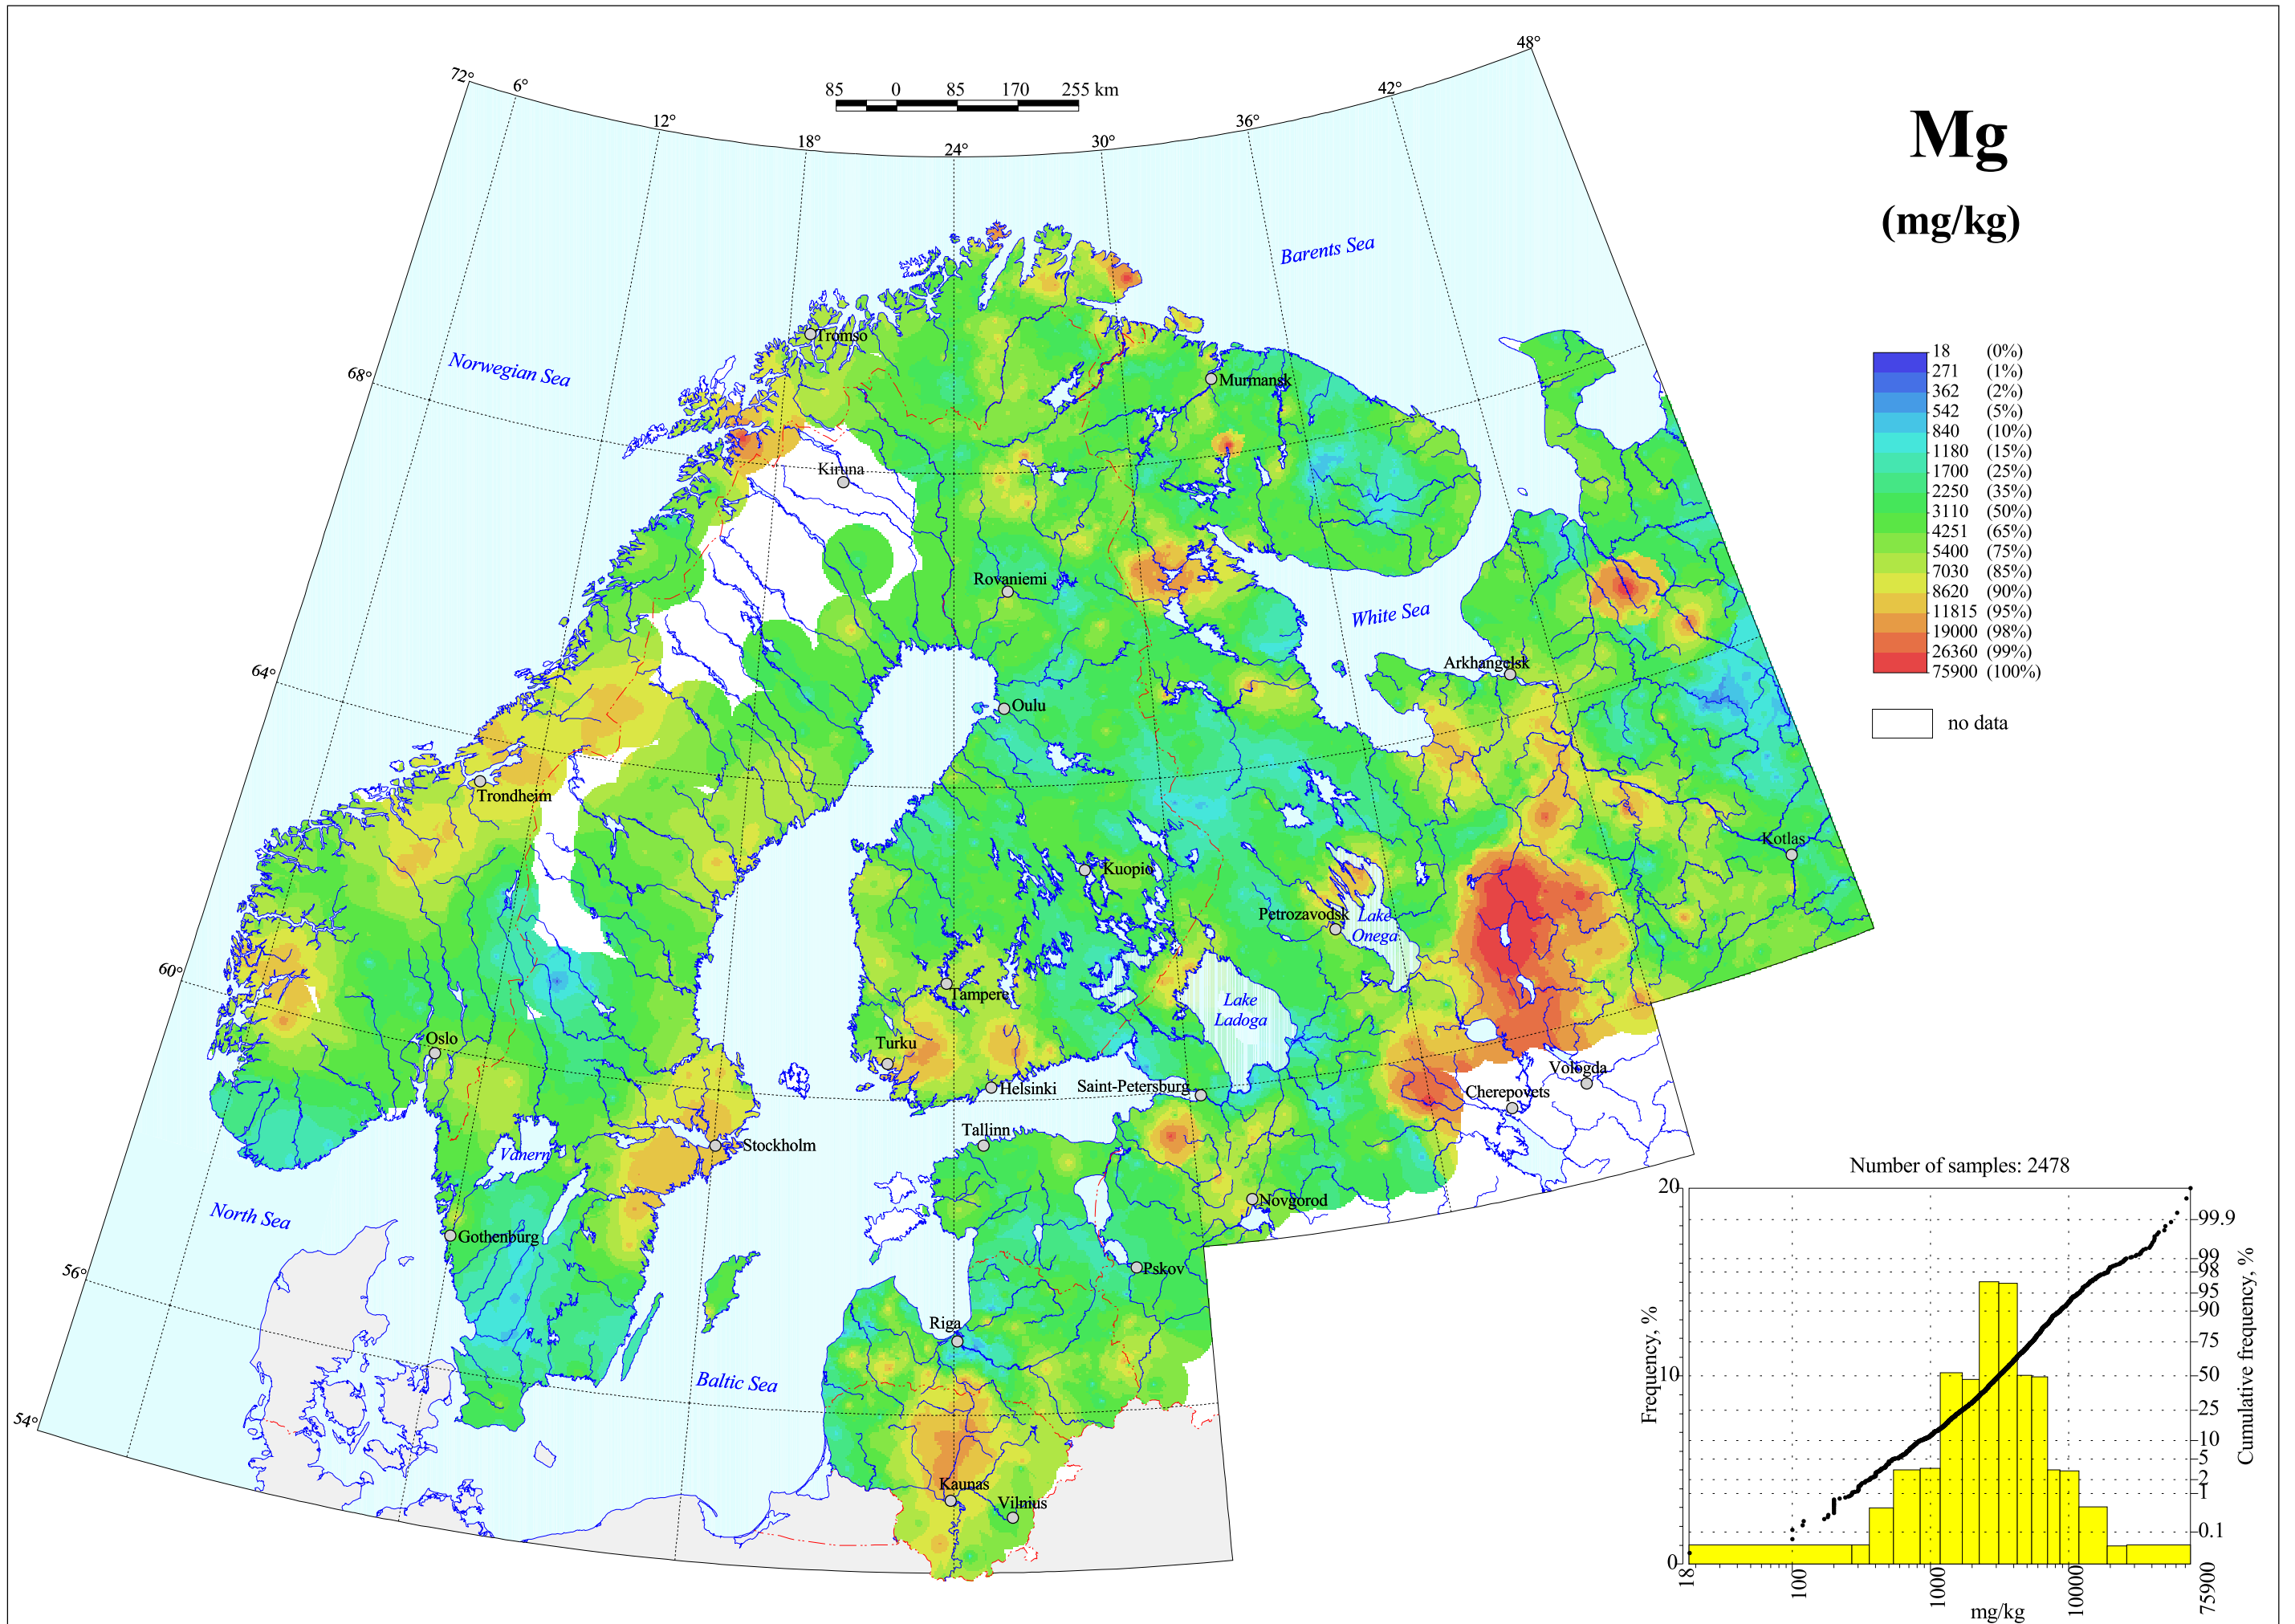 Mg
(mg/kg)
72°
6°
12°
18°
24°
30°
36°
42°
48°
85 0 85 170 255 km
Barents Sea
Norwegian Sea
68°
Tromso
Murmansk
Kiruna
Rovaniemi
White Sea
Arkhangelsk
64°
Oulu
Trondheim
Kotlas
Kuopio
Petrozavodsk
Lake
Onega
60°
Tampere
Lake
Ladoga
Oslo
Turku
Helsinki
Saint-Petersburg
Vologda
Cherepovets
Tallinn
Stockholm
Vanern
Novgorod
North Sea
Gothenburg
56°
Pskov
Riga
Baltic Sea
54°
Kaunas
Vilnius
18 (0%)
271 (1%)
362 (2%)
542 (5%)
840 (10%)
1180 (15%)
1700 (25%)
2250 (35%)
3110 (50%)
4251 (65%)
5400 (75%)
7030 (85%)
8620 (90%)
11815 (95%)
19000 (98%)
26360 (99%)
75900 (100%)
no data
Number of samples: 2478
Frequency, %
20
10
0
Cumulative frequency, %
99.9
99
98
95
90
75
50
25
10
5
2
1
0.1
18
100
1000
10000
75900
mg/kg